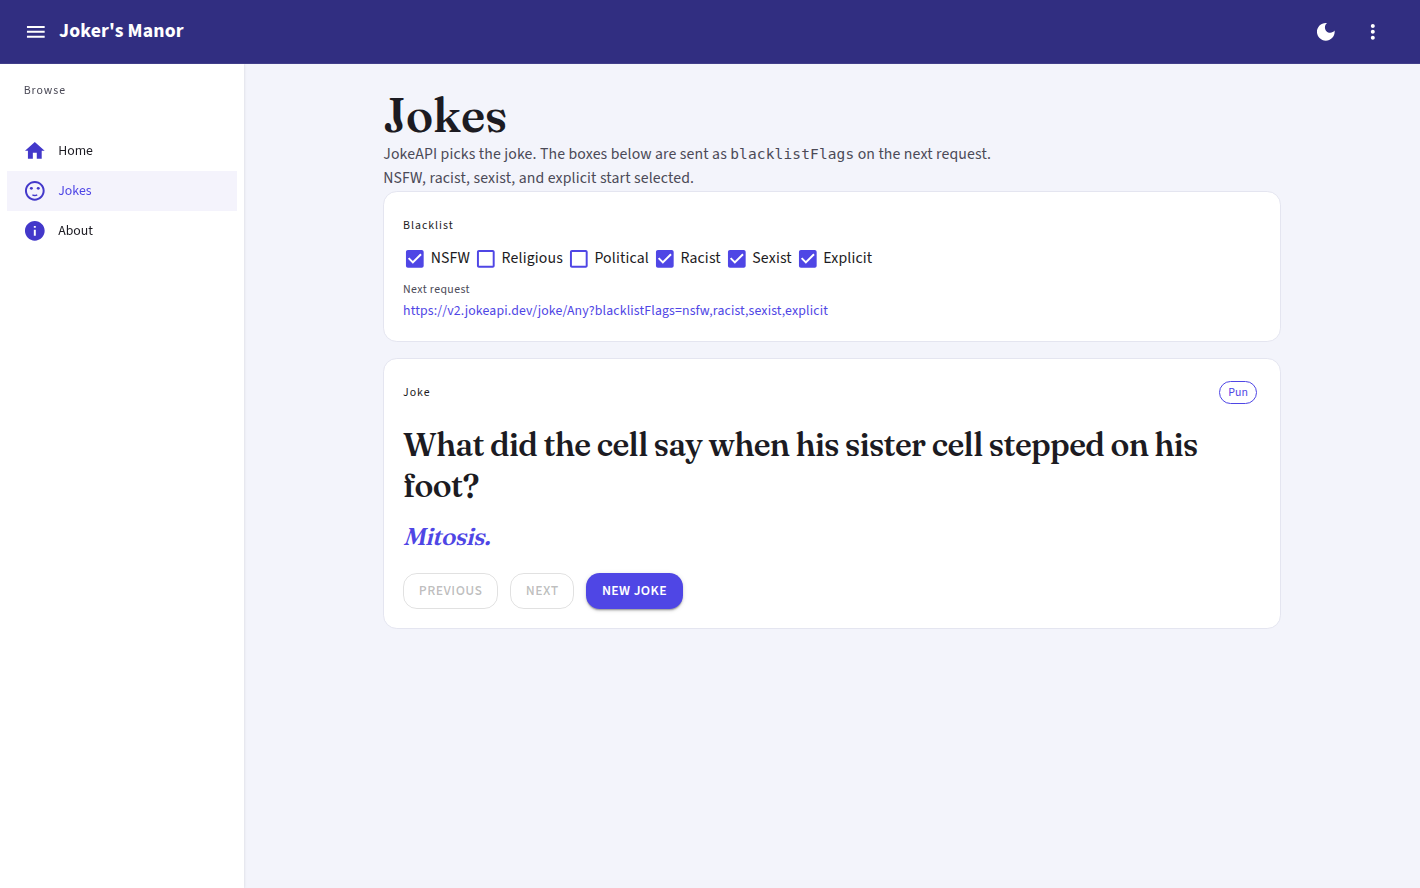 Joker's Manor
Browse
Home
Jokes
About
Jokes
JokeAPI picks the joke. The boxes below are sent as blacklistFlags on the next request.
NSFW, racist, sexist, and explicit start selected.
Blacklist
NSFW Religious Political Racist Sexist Explicit
Next request
https://v2.jokeapi.dev/joke/Any?blacklistFlags=nsfw,racist,sexist,explicit
Joke Pun
What did the cell say when his sister cell stepped on his
foot?
Mitosis.
PREVIOUS NEXT NEW JOKE